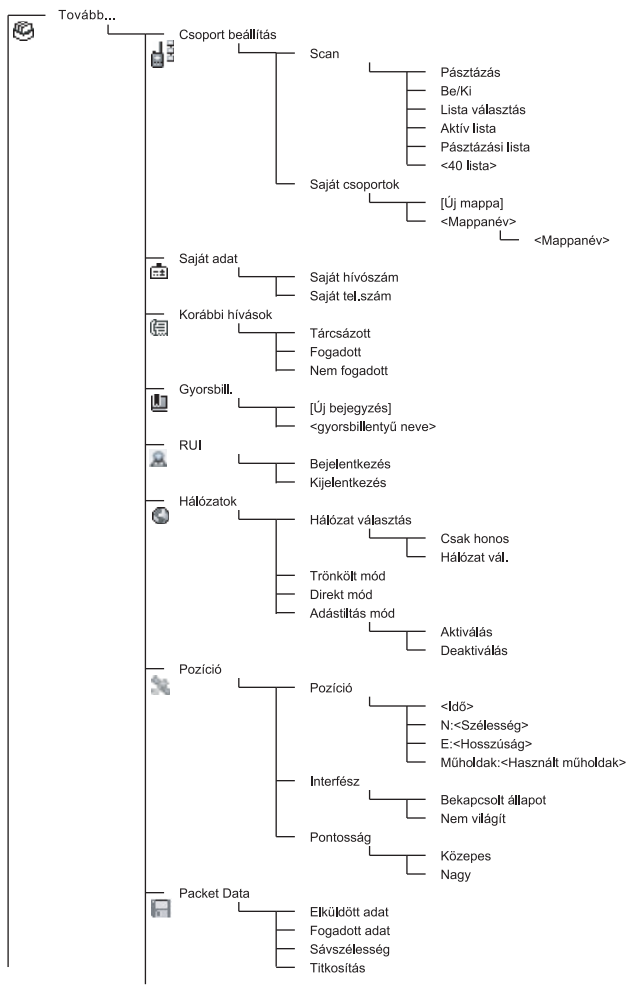 Tovább...
Csoport beállítás
Scan
Pásztázás
Be/Ki
Lista választás
Aktív lista
Pásztázási lista
<40 lista>
Saját csoportok
[Új mappa]
<Mappanév>
<Mappanév>
Saját adat
Saját hívószám
Saját tel.szám
Korábbi hívások
Tárcsázott
Fogadott
Nem fogadott
Gyorsbill.
[Új bejegyzés]
<gyorsbillentyű neve>
RUI
Bejelentkezés
Kijelentkezés
Hálózatok
Hálózat választás
Csak honos
Hálózat vál.
Trönkölt mód
Direkt mód
Adástiltás mód
Aktiválás
Deaktiválás
Pozíció
Pozíció
<Idő>
N:<Szélesség>
E:<Hosszúság>
Műholdak:<Használt műholdak>
Interfész
Bekapcsolt állapot
Nem világít
Pontosság
Közepes
Nagy
Packet Data
Elküldött adat
Fogadott adat
Sávszélesség
Titkosítás